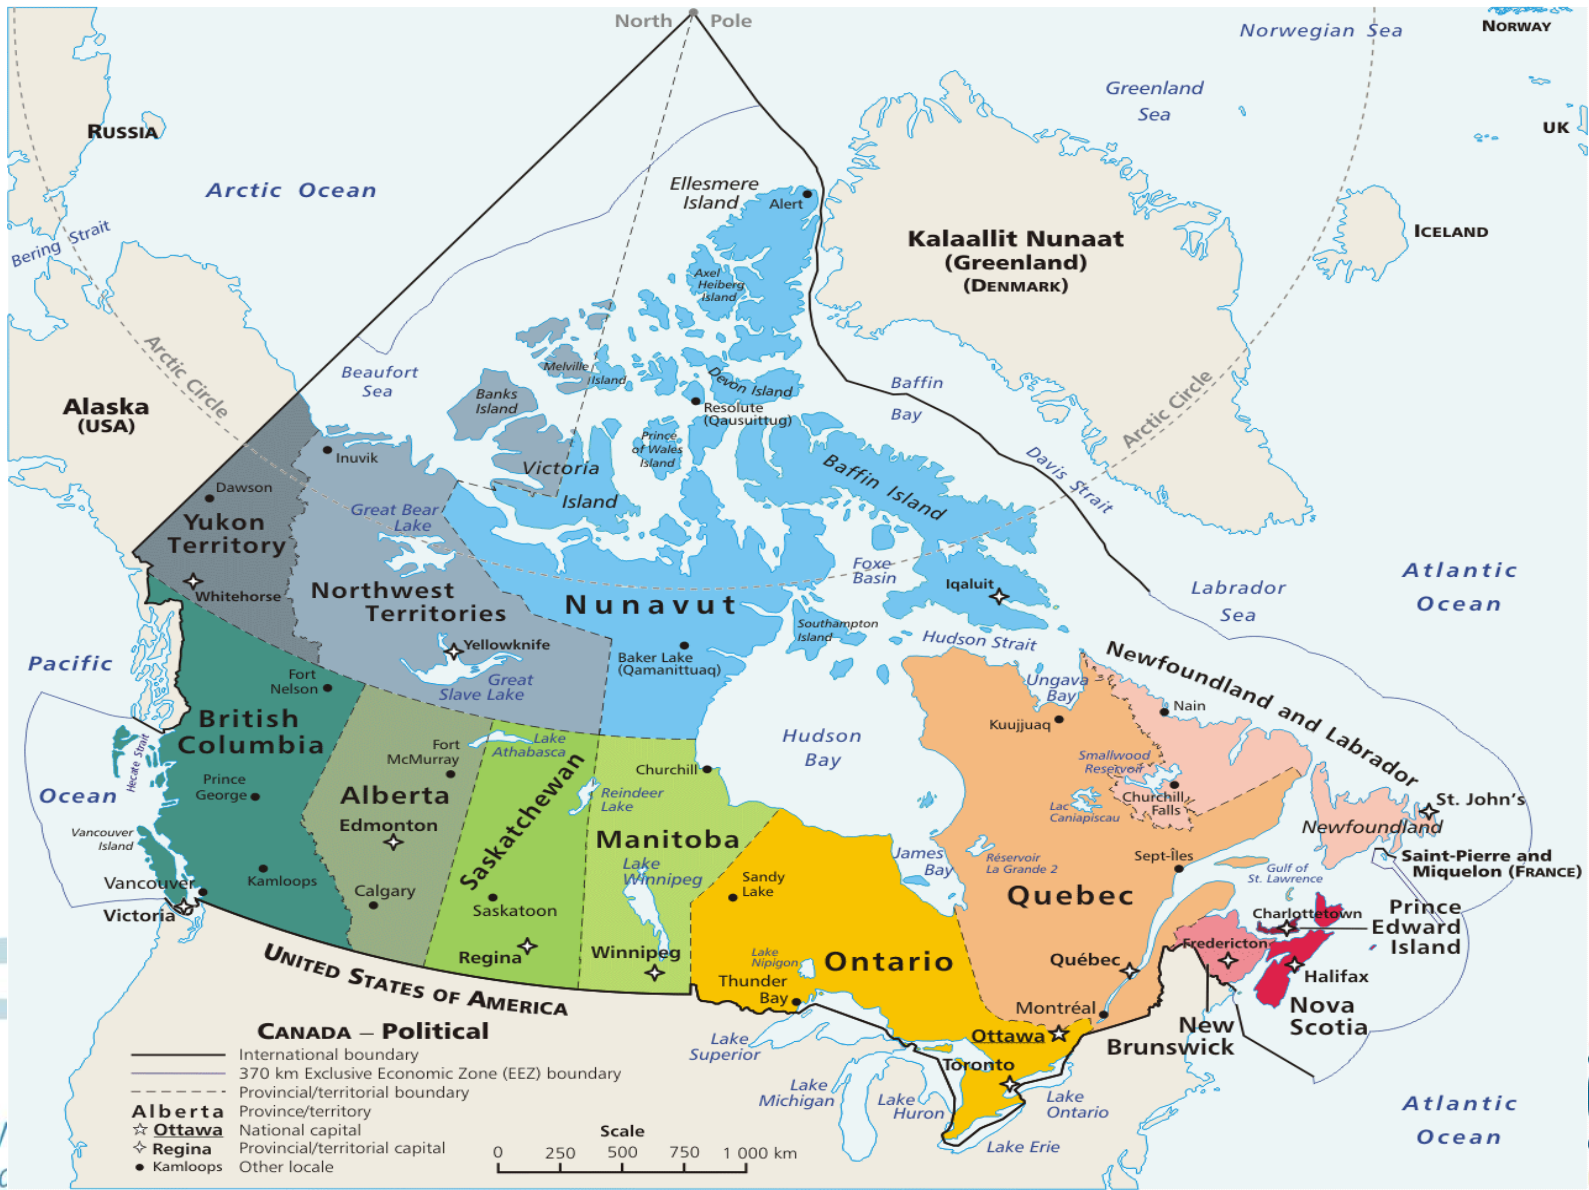 North Pole
Norwegian Sea
NORWAY
Greenland
Sea
RUSSIA
UK
Arctic Ocean
Ellesmere
Island
Alert
Bering Strait
Kalaallit Nunaat
(Greenland)
(DENMARK)
ICELAND
Axel
Heiberg
Island
Arctic Circle
Beaufort
Sea
Melville
Island
Devon Island
Banks
Island
Baffin
Bay
Arctic Circle
Alaska
(USA)
Resolute
(Qausuittuq)
Prince
of Wales
Island
Inuvik
Victoria
Island
Baffin Island
Davis Strait
Dawson
Great Bear
Lake
Yukon
Territory
Foxe
Basin
Iqaluit
Atlantic
Ocean
Labrador
Sea
Whitehorse
Northwest
Territories
Nunavut
Southampton
Island
Hudson Strait
Yellowknife
Baker Lake
(Qamanittuaq)
Pacific
Ocean
Fort
Nelson
Great
Slave Lake
Ungava
Bay
Newfoundland and Labrador
Nain
Kuujjuaq
British
Columbia
Hecate Strait
Fort
McMurray
Lake
Athabasca
Hudson
Bay
Smallwood
Reservoir
Churchill
Falls
Lac
Caniapiscau
Prince
George
Churchill
Alberta
Edmonton
Saskatchewan
Reindeer
Lake
Manitoba
St. John's
Newfoundland
Vancouver
Island
James
Bay
Réservoir
La Grande 2
Sept-Îles
Saint-Pierre and
Miquelon (FRANCE)
Gulf of
St. Lawrence
Lake
Winnipeg
Sandy
Lake
Vancouver
Kamloops
Calgary
Saskatoon
Quebec
Charlottetown
Prince
Edward
Island
Victoria
Fredericton
Regina
Winnipeg
Lake
Nipigon
Ontario
Québec
Halifax
Thunder
Bay
UNITED STATES OF AMERICA
Montréal
Nova
Scotia
New
Brunswick
Ottawa
Toronto
Lake
Superior
Lake
Michigan
Lake
Huron
Lake
Ontario
Lake Erie
Atlantic
Ocean
CANADA – Political
International boundary
370 km Exclusive Economic Zone (EEZ) boundary
Provincial/territorial boundary
Alberta Province/territory
Ottawa National capital
Regina Provincial/territorial capital
Kamloops Other locale
Scale
0 250 500 750 1 000 km